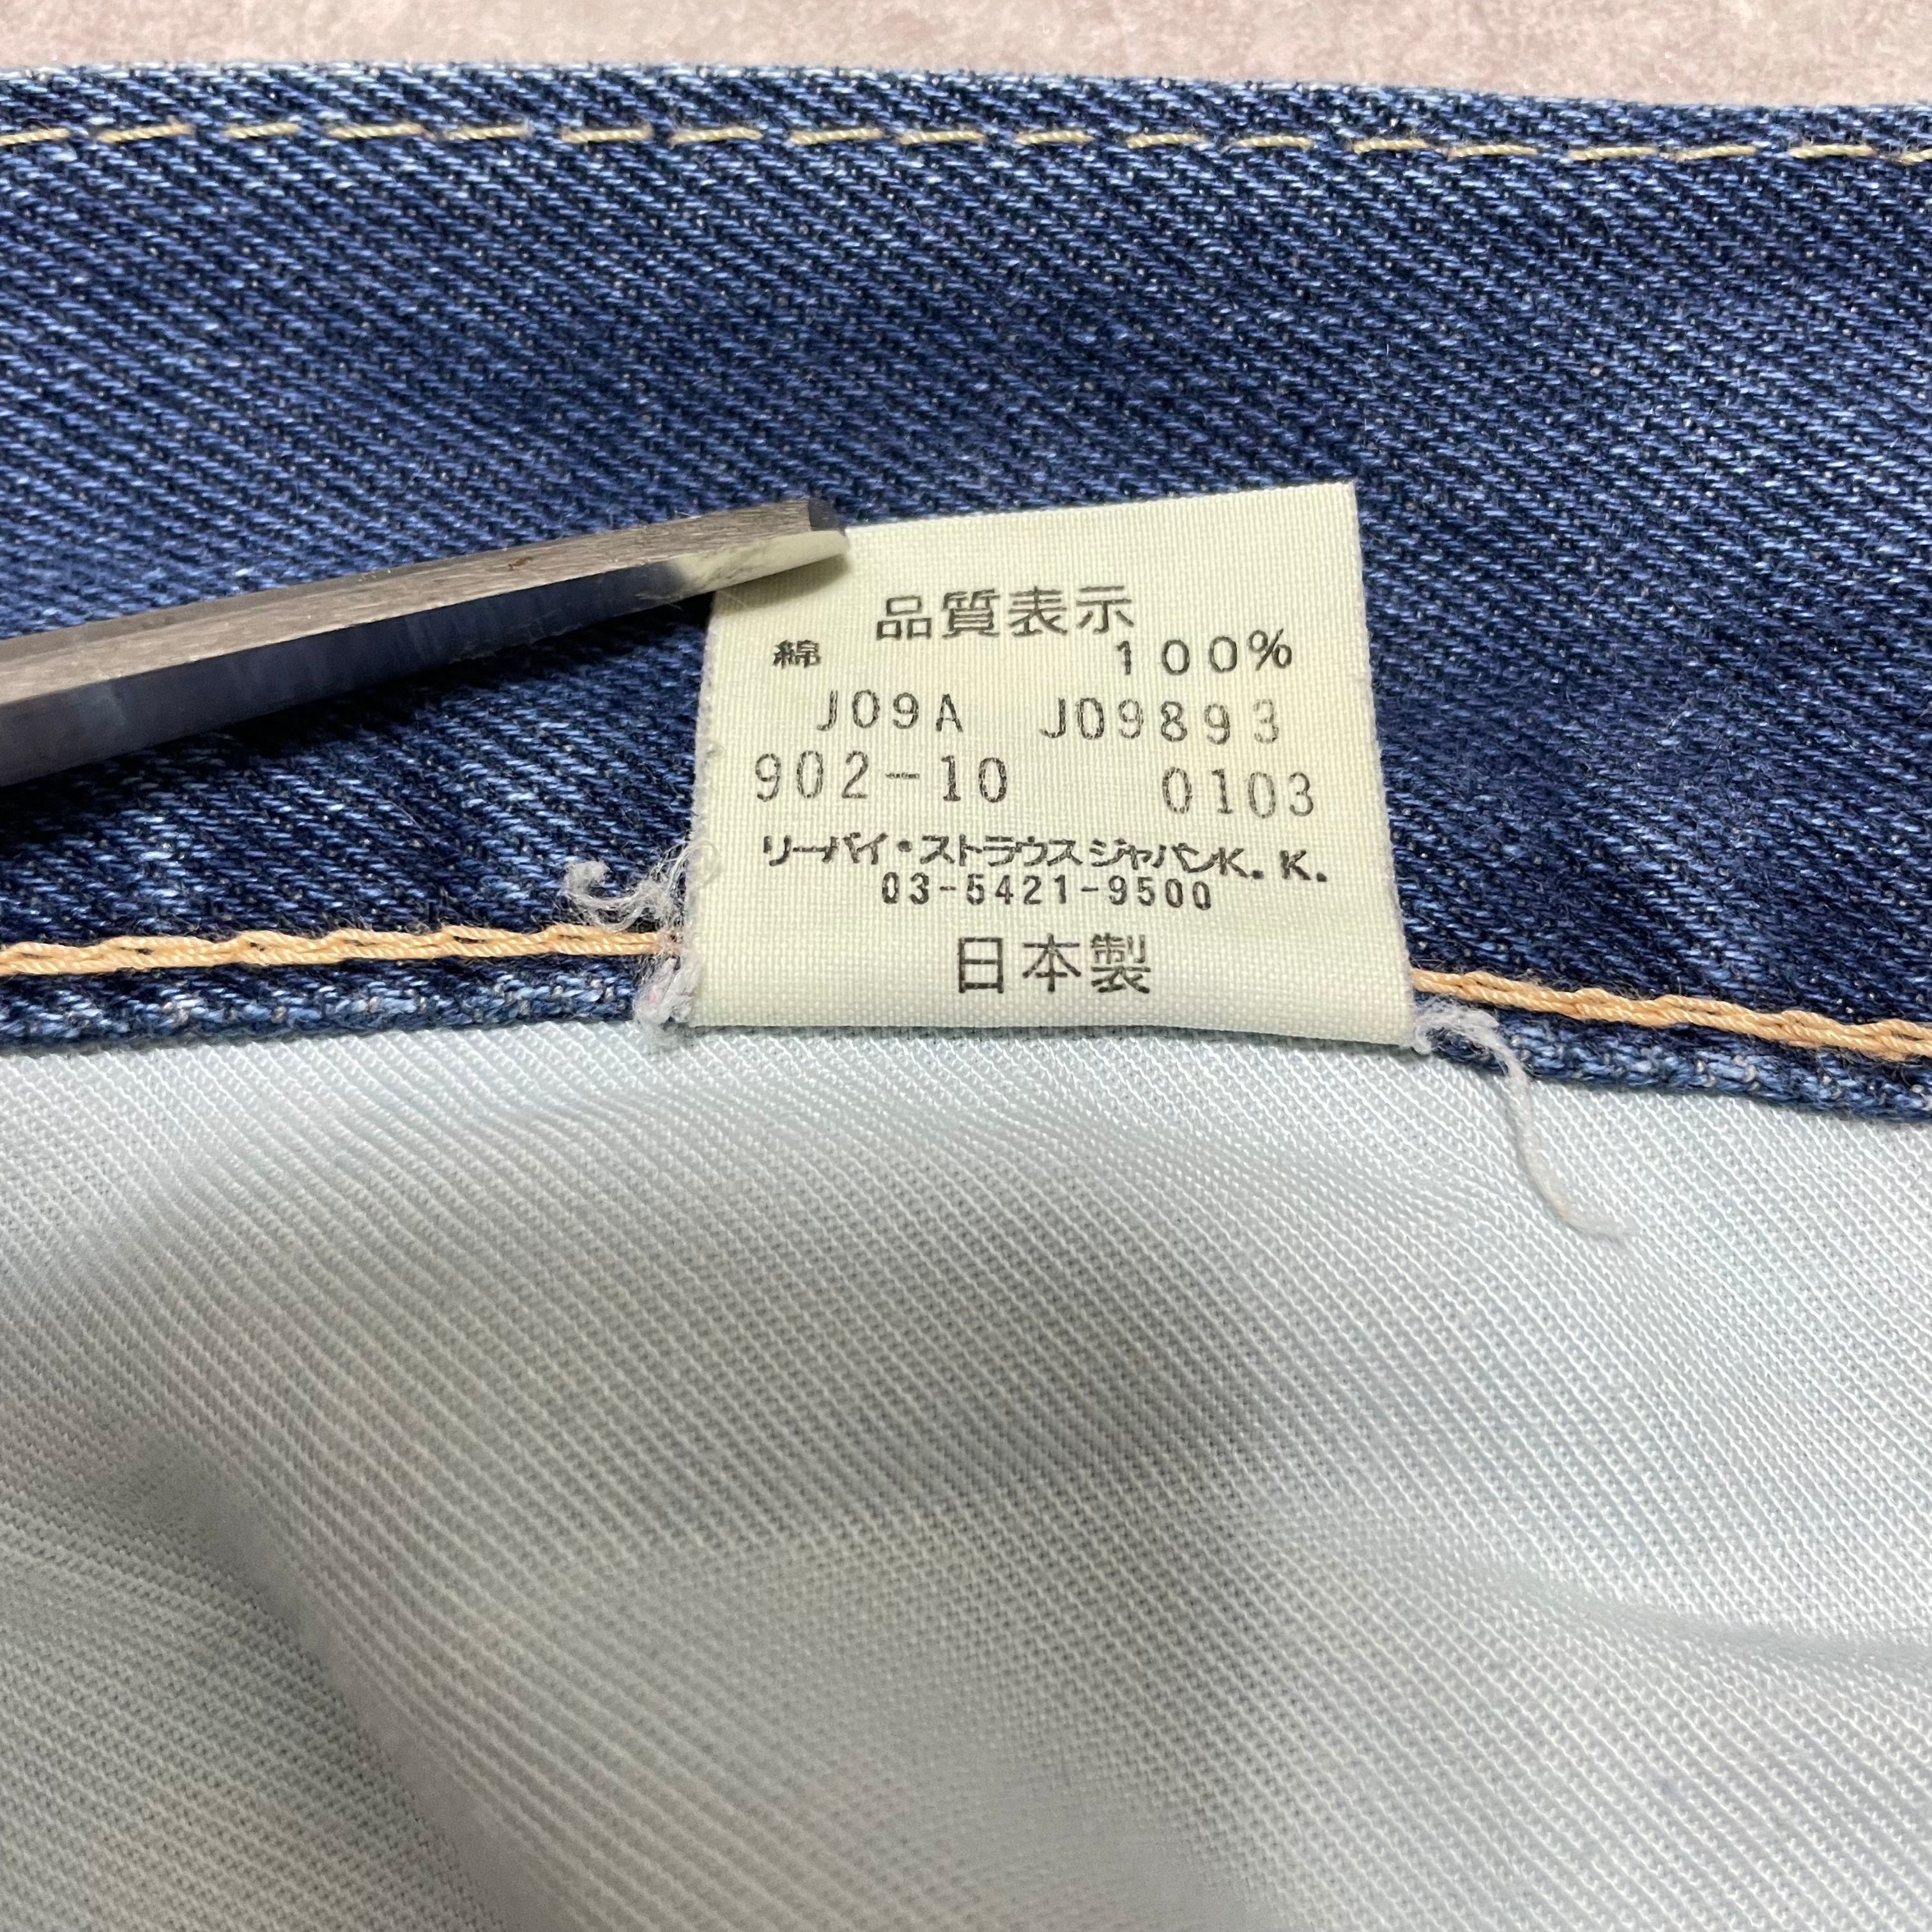 品質表示
綿 100%
J09A J09893
902-10 0103
リーバイ・ストラウスジャパンK.K.
03-5421-9500
日本製